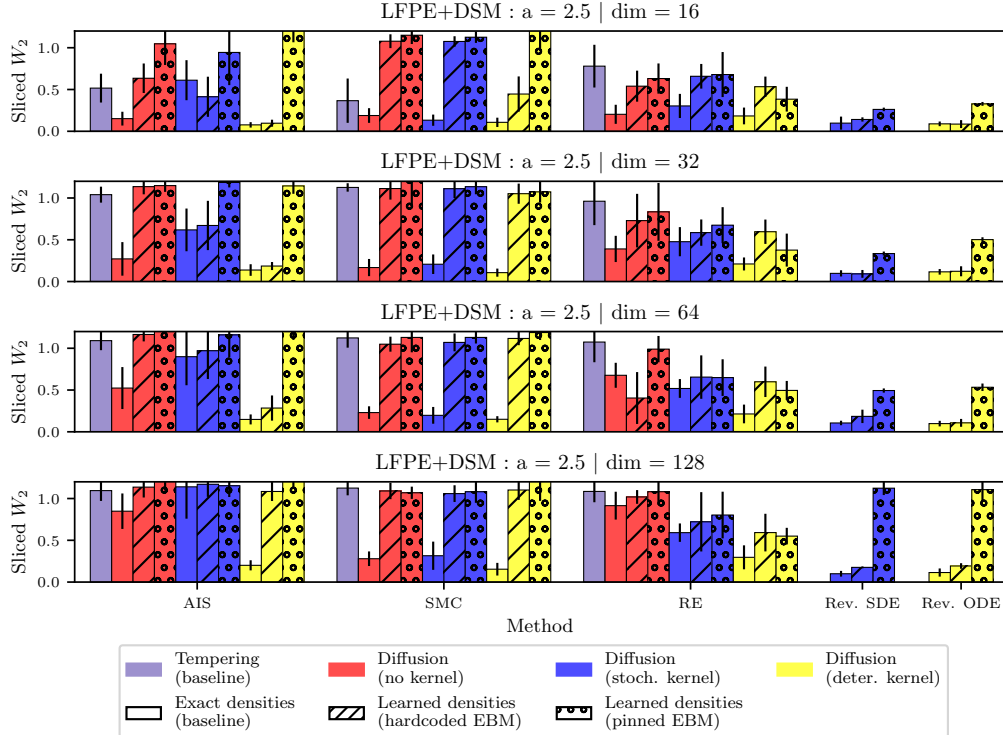 LFPE+DSM : a = 2.5 | dim = 16
Sliced W2
1.0
0.5
0.0
LFPE+DSM : a = 2.5 | dim = 32
Sliced W2
1.0
0.5
0.0
LFPE+DSM : a = 2.5 | dim = 64
Sliced W2
1.0
0.5
0.0
LFPE+DSM : a = 2.5 | dim = 128
Sliced W2
1.0
0.5
0.0
AIS SMC RE Rev. SDE Rev. ODE
Method
Tempering Diffusion Diffusion Diffusion
(baseline) (no kernel) (stoch. kernel) (deter. kernel)
Exact densities Learned densities Learned densities
(baseline) (hardcoded EBM) (pinned EBM)